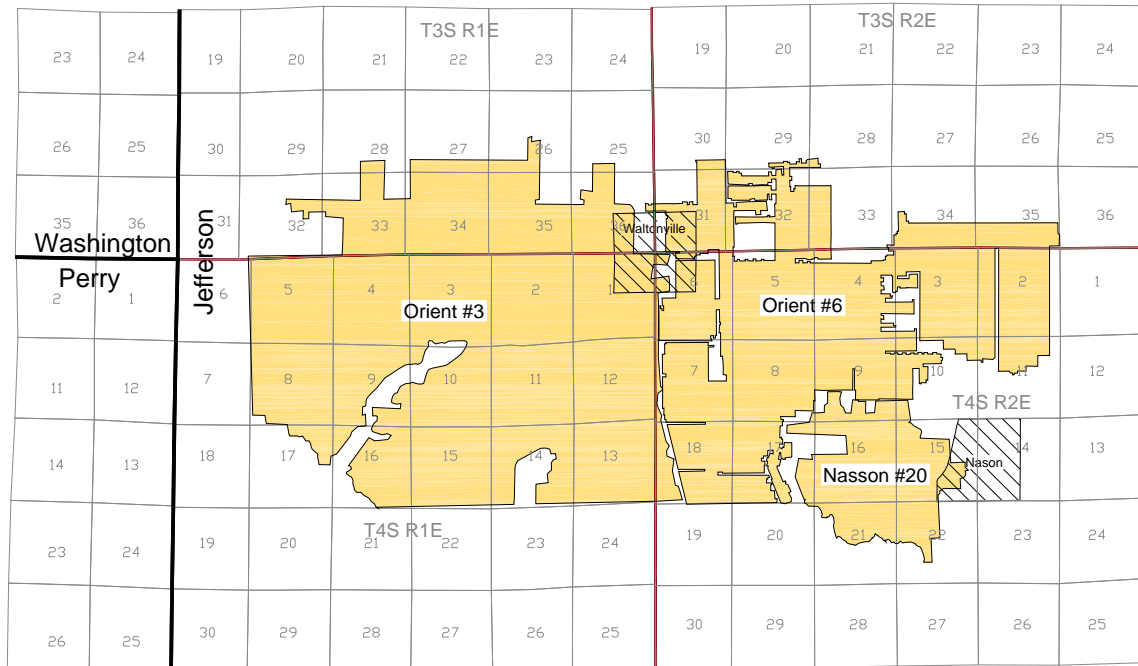 T3S R1E
T3S R2E
23 24 19 20 21 22 23 24 19 20 21 22 23 24
26 25 30 29 28 27 26 25 30 29 28 27 26 25
35 36 31 32 33 34 35 36 31 32 33 34 35 36
Waltonville
Washington
Perry
Jefferson
2 1 6 5 4 3 2 1 6 5 4 3 2 1
Orient #3
Orient #6
11 12 7 8 9 10 11 12 7 8 9 10 11 12
T4S R2E
14 13 18 17 16 15 14 13 18 17 16 14 13
Nason
Nasson #20
T4S R1E
23 24 19 20 21 22 23 24 19 20 21 22 23 24
26 25 30 29 28 27 26 25 30 29 28 27 26 25